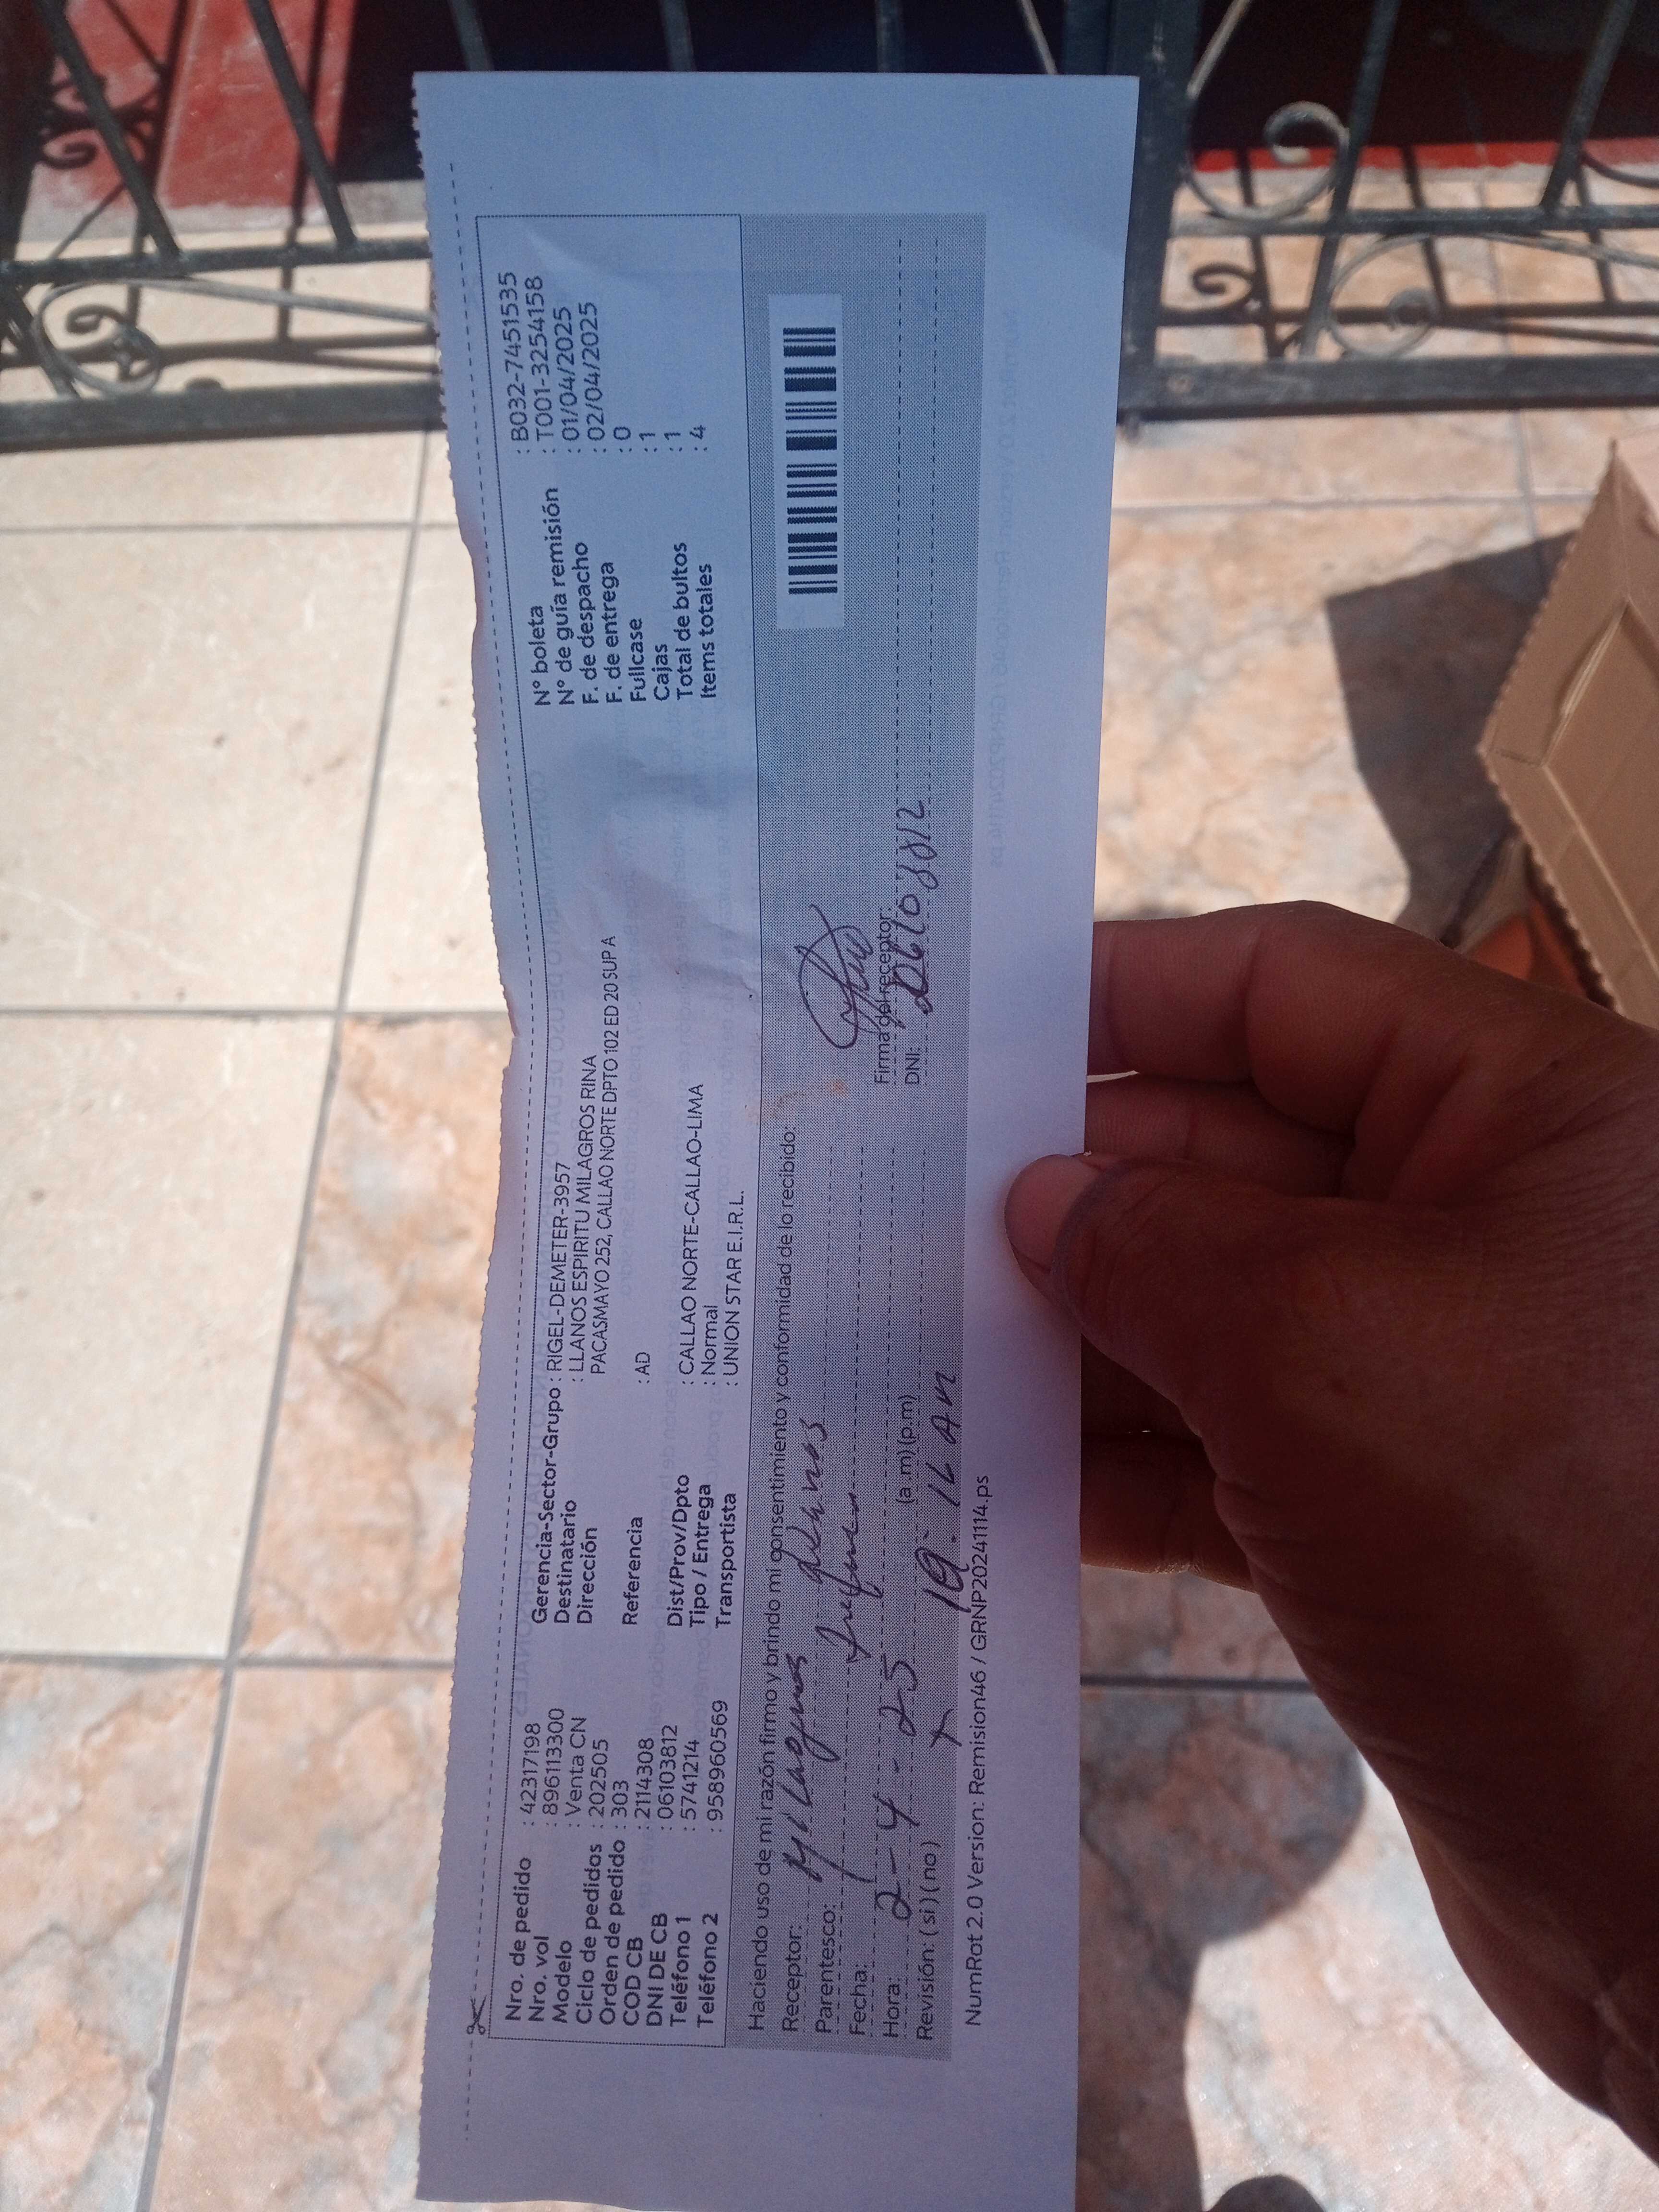 Nro. de pedido : 42317198
Nro. vol : 896113300
Modelo : Venta CN
Ciclo de pedidos : 202505
Orden de pedido : 303
COD CB : 2114308
DNI DE CB : 06103812
Teléfono 1 : 5741214
Teléfono 2 : 958960569
Gerencia-Sector-Grupo : RIGEL-DEMETER-3957
Destinatario : LLANOS ESPIRITU MILAGROS RINA
Dirección PACASMAYO 252, CALLAO NORTE DPTO 102 ED 20 SUP A
Referencia : AD
Dist/Prov/Dpto : CALLAO NORTE-CALLAO-LIMA
Tipo / Entrega : Normal
Transportista : UNION STAR E.I.R.L.
N° boleta : B032-7451535
N° de guía remisión : T001-3254158
F. de despacho : 01/04/2025
F. de entrega : 02/04/2025
Fullcase : 0
Cajas : 1
Total de bultos : 1
Items totales : 4
Haciendo uso de mi razón firmo y brindo mi consentimiento y conformidad de lo recibido:
Receptor: Milagros Llanos
Parentesco:
Fecha: 2-4-25
Hora: (a.m) (p.m)
Revisión: ( si ) ( no )
Firma del receptor:
DNI:
NumRot 2.0 Version: Remision46 / GRNP20241114.ps